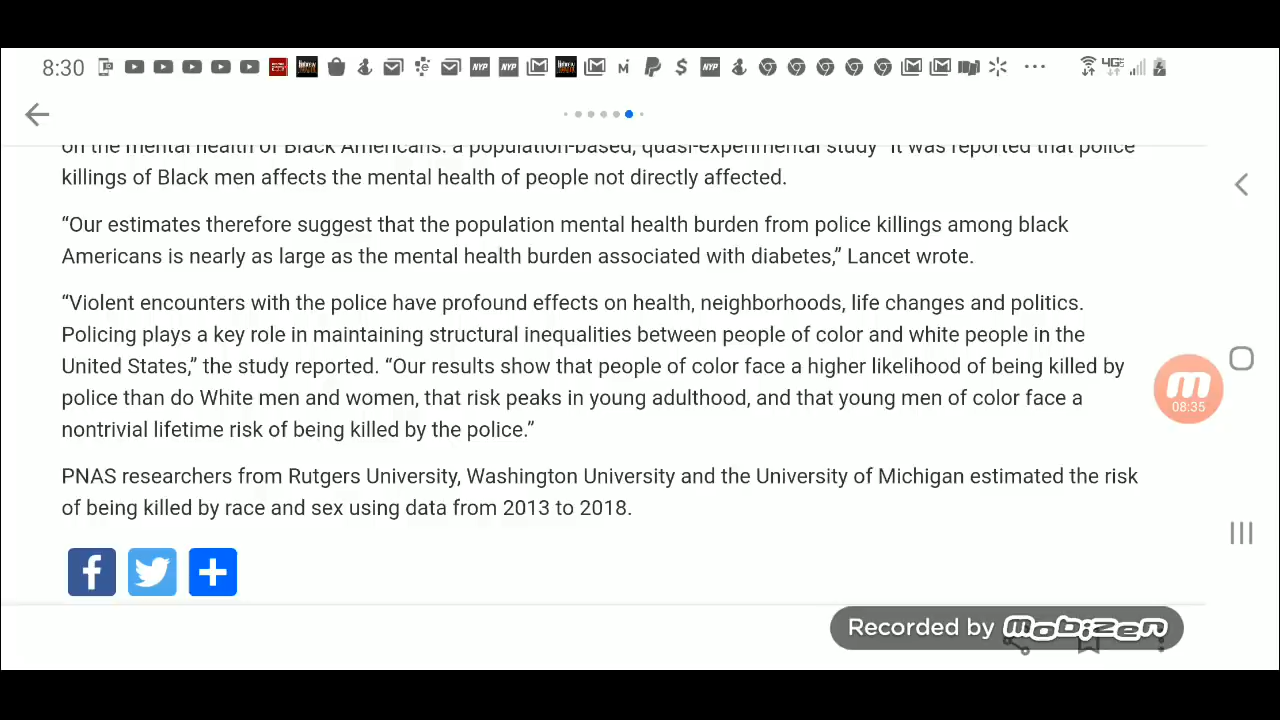 8:30
NYP NYP NYP 4GE
on the mental health of Black Americans: a population-based, quasi-experimental study" it was reported that police
killings of Black men affects the mental health of people not directly affected.
“Our estimates therefore suggest that the population mental health burden from police killings among black
Americans is nearly as large as the mental health burden associated with diabetes,” Lancet wrote.
“Violent encounters with the police have profound effects on health, neighborhoods, life changes and politics.
Policing plays a key role in maintaining structural inequalities between people of color and white people in the
United States,” the study reported. “Our results show that people of color face a higher likelihood of being killed by
police than do White men and women, that risk peaks in young adulthood, and that young men of color face a
nontrivial lifetime risk of being killed by the police.”
PNAS researchers from Rutgers University, Washington University and the University of Michigan estimated the risk
of being killed by race and sex using data from 2013 to 2018.
08:35
Recorded by mobizen